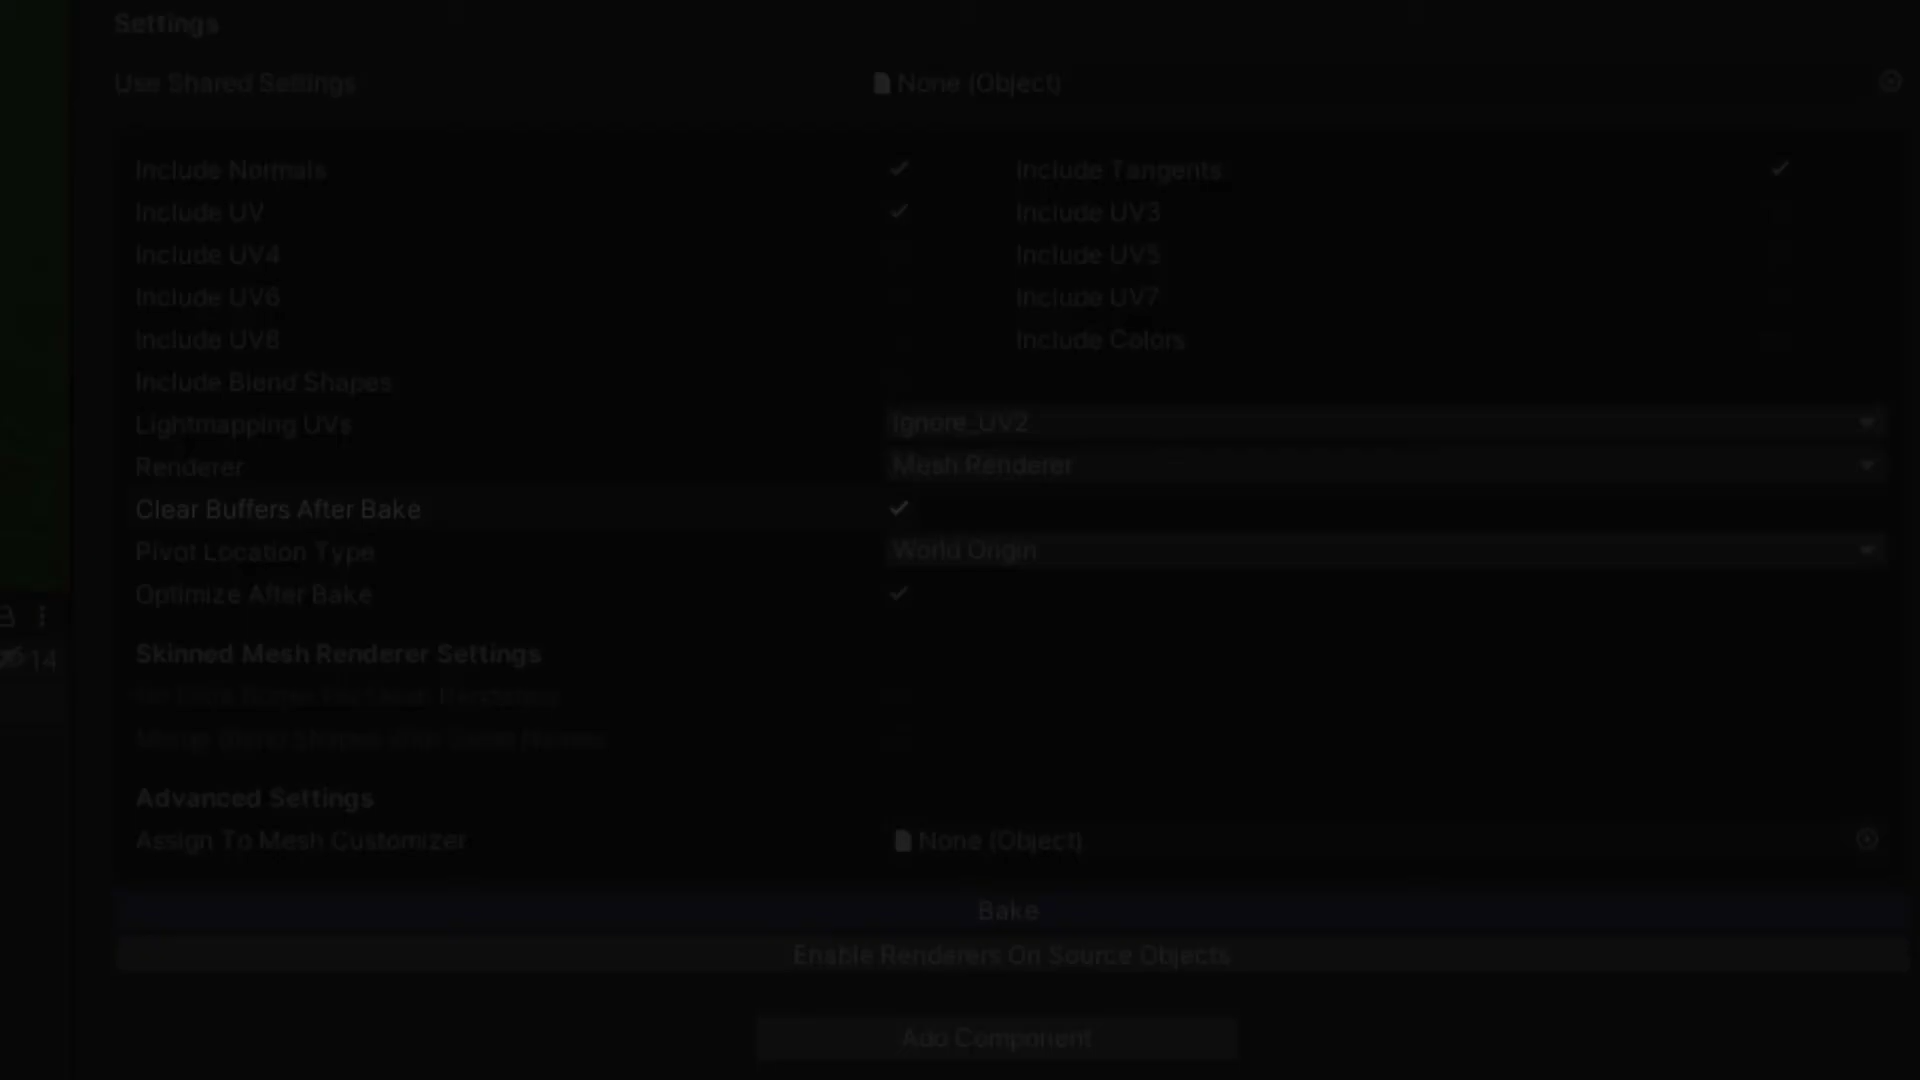 Settings
Use Shared Settings None (Object)
Include Normals Include Tangents
Include UV Include UV3
Include UV4 Include UV5
Include UV6 Include UV7
Include UV8 Include Colors
Include Blend Shapes
Lightmapping UVs Ignore_UV2
Renderer Mesh Renderer
Clear Buffers After Bake
Pivot Location Type World Origin
Optimize After Bake
14
Skinned Mesh Renderer Settings
Advanced Settings
Assign To Mesh Customizer None (Object)
Bake
Enable Renderers On Source Objects
Add Component